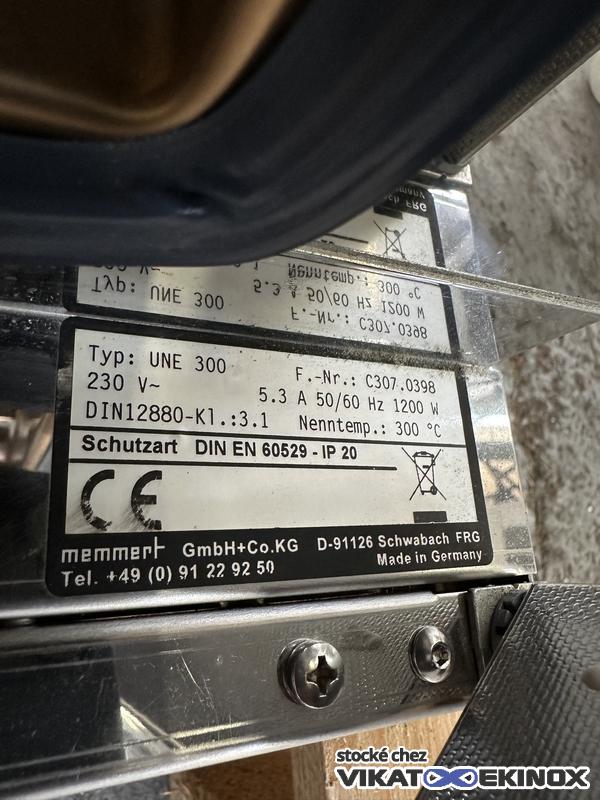 Typ: UNE 300 F.-Nr.: C307.0398
230 V~ 5.3 A 50/60 Hz 1200 W
DIN12880-Kl.:3.1 Nenntemp.: 300 °C
Schutzart DIN EN 60529 - IP 20
CE
memmert GmbH+Co.KG D-91126 Schwabach FRG
Made in Germany
Tel. +49 (0) 91 22 92 50
stocké chez
VIKATOO EKINOX